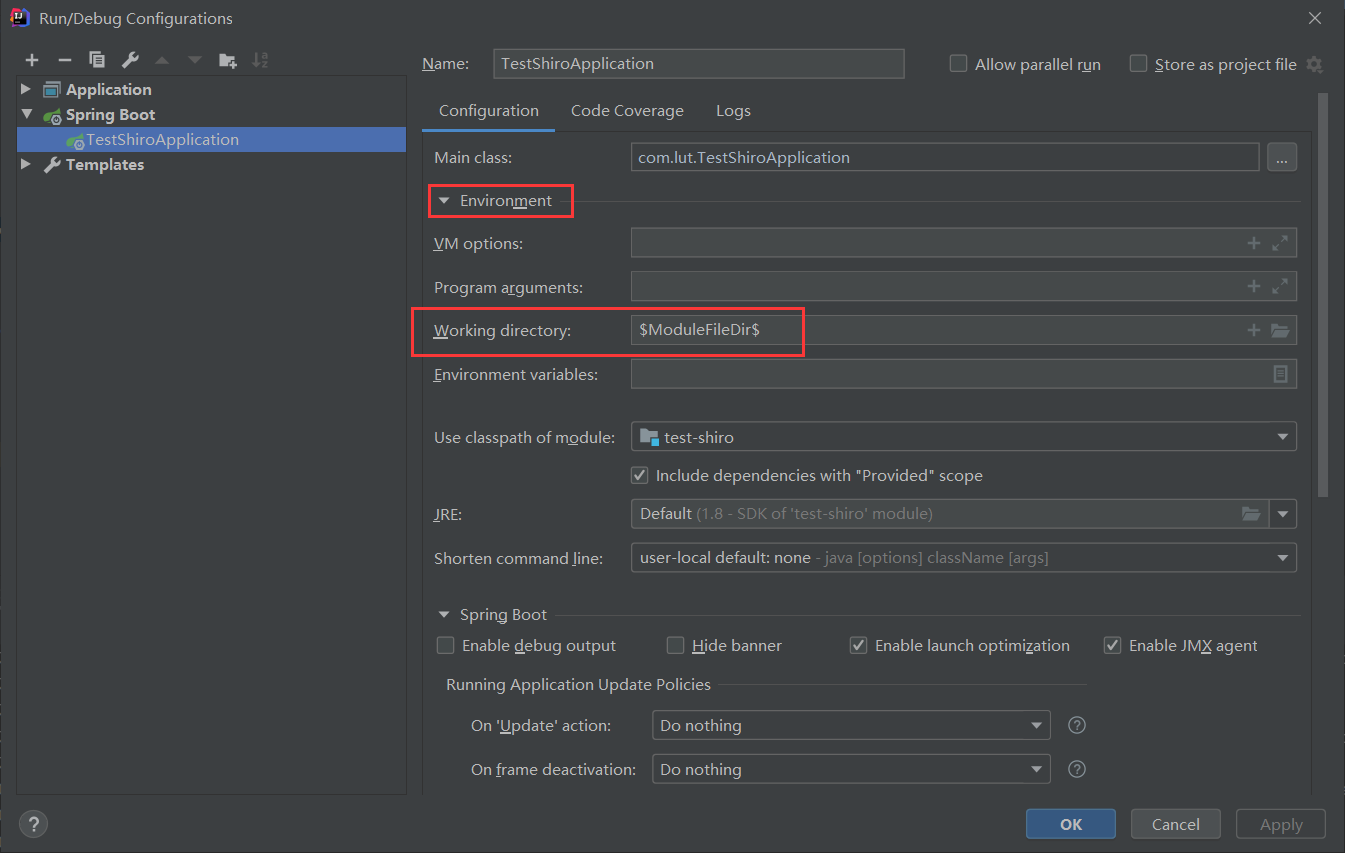 Run/Debug Configurations
Application
Spring Boot
TestShiroApplication
Templates
Name: TestShiroApplication
Allow parallel run
Store as project file
Configuration Code Coverage Logs
Main class: com.lut.TestShiroApplication ...
Environment
VM options:
Program arguments:
Working directory: $ModuleFileDir$
Environment variables:
Use classpath of module: test-shiro
Include dependencies with "Provided" scope
JRE: Default (1.8 - SDK of 'test-shiro' module)
Shorten command line: user-local default: none - java [options] className [args]
Spring Boot
Enable debug output Hide banner Enable launch optimization Enable JMX agent
Running Application Update Policies
On 'Update' action: Do nothing ?
On frame deactivation: Do nothing ?
? OK Cancel Apply